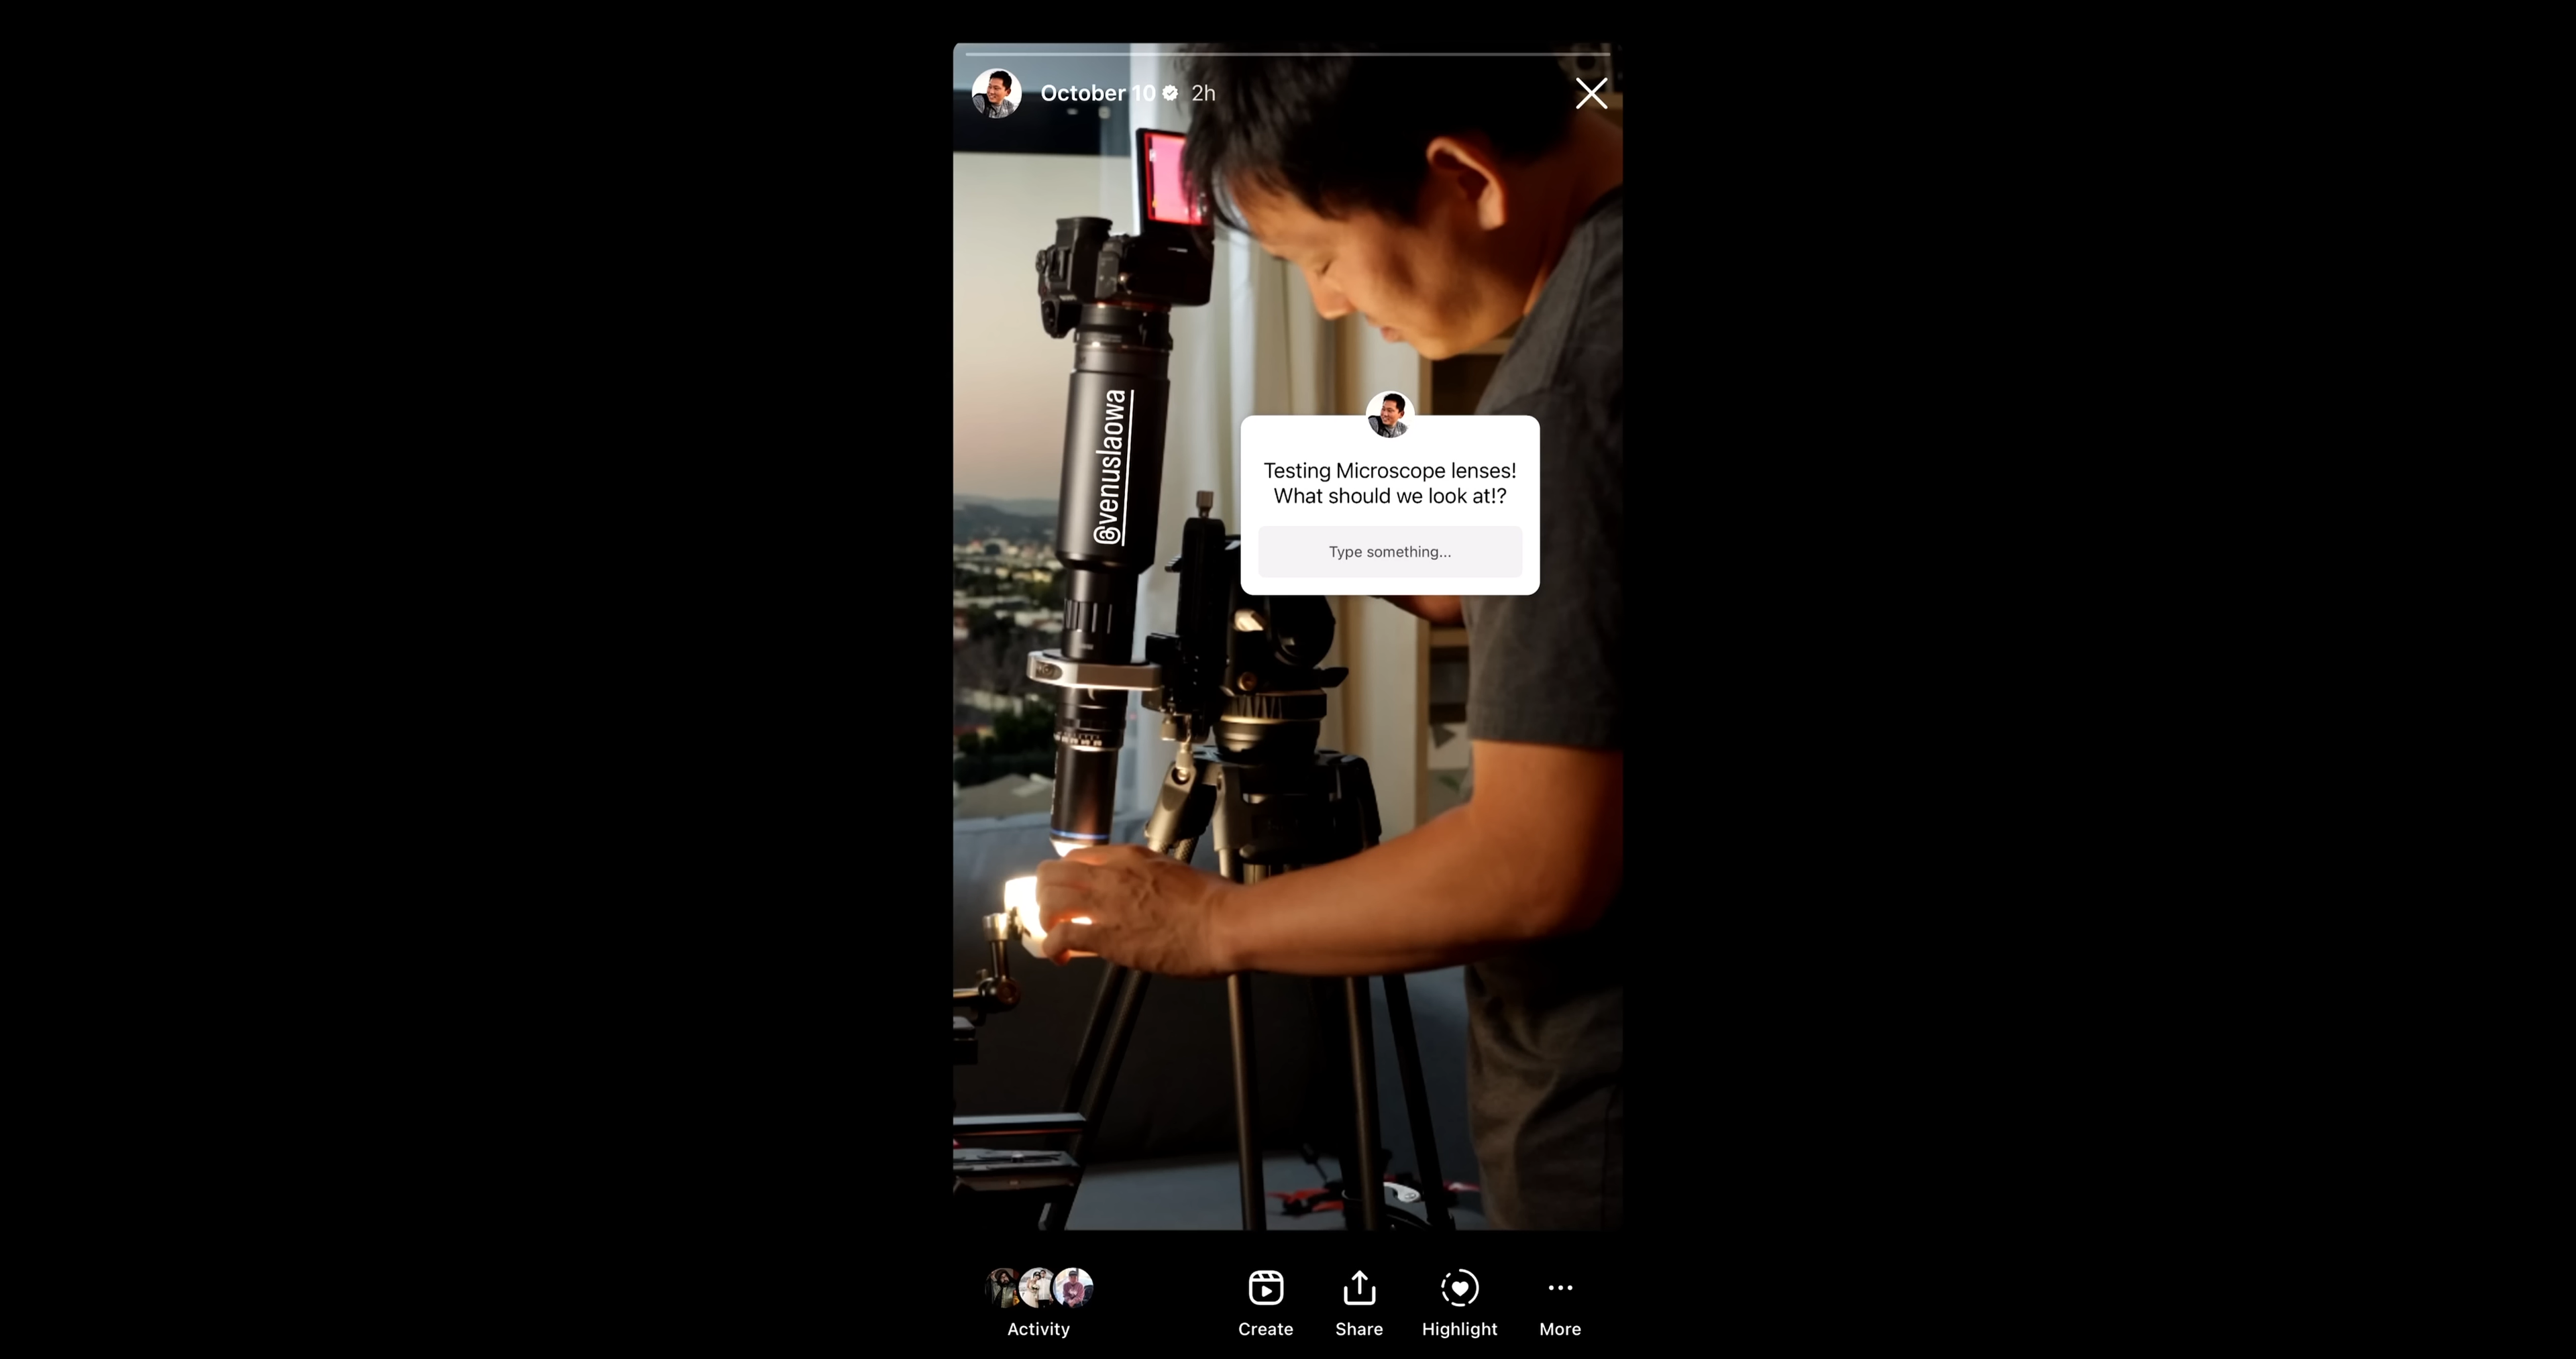 October 10 2h
@venuslaowa
Testing Microscope lenses!
What should we look at!?
Type something...
Activity
Create
Share
Highlight
More